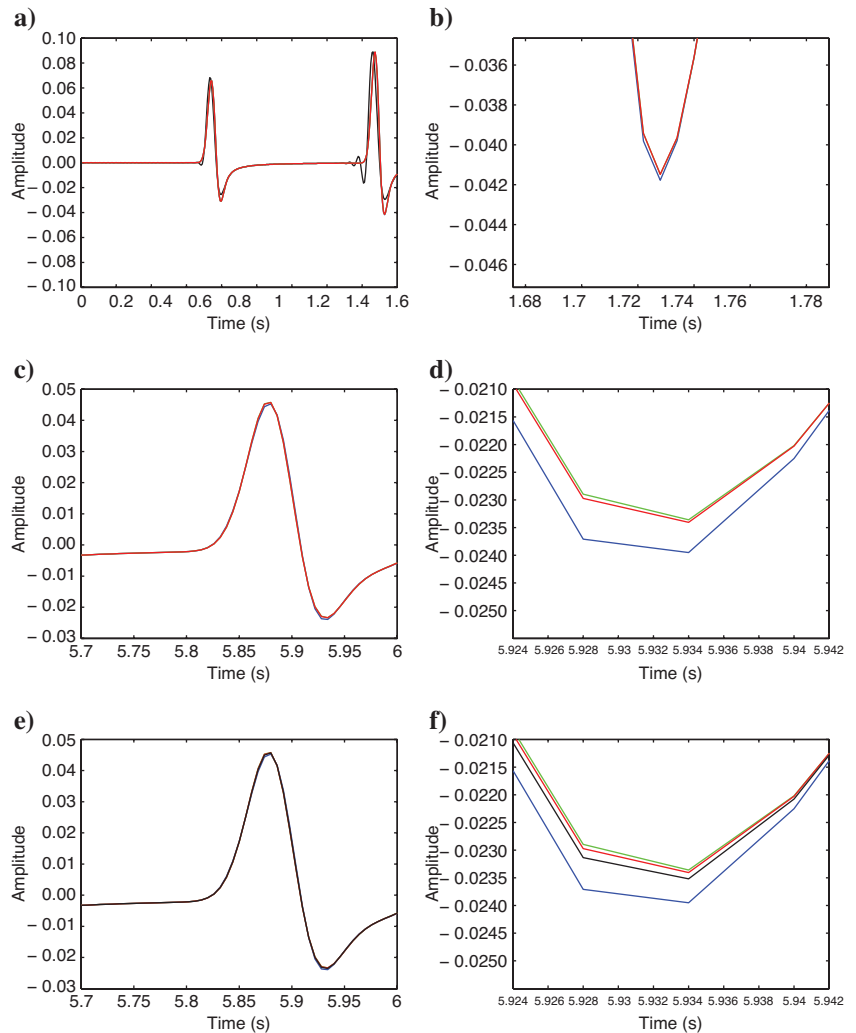 a)
0.10
0.08
0.06
0.04
0.02
0.00
− 0.02
− 0.04
− 0.06
− 0.08
− 0.10
Amplitude
0 0.2 0.4 0.6 0.8 1 1.2 1.4 1.6
Time (s)
b)
− 0.036
− 0.038
− 0.040
− 0.042
− 0.044
− 0.046
Amplitude
1.68 1.7 1.72 1.74 1.76 1.78
Time (s)
c)
0.05
0.04
0.03
0.02
0.01
0.00
− 0.01
− 0.02
− 0.03
Amplitude
5.7 5.75 5.8 5.85 5.9 5.95 6
Time (s)
d)
− 0.0210
− 0.0215
− 0.0220
− 0.0225
− 0.0230
− 0.0235
− 0.0240
− 0.0245
− 0.0250
Amplitude
5.924 5.926 5.928 5.93 5.932 5.934 5.936 5.938 5.94 5.942
Time (s)
e)
0.05
0.04
0.03
0.02
0.01
0.00
− 0.01
− 0.02
− 0.03
Amplitude
5.7 5.75 5.8 5.85 5.9 5.95 6
Time (s)
f)
− 0.0210
− 0.0215
− 0.0220
− 0.0225
− 0.0230
− 0.0235
− 0.0240
− 0.0245
− 0.0250
Amplitude
5.924 5.926 5.928 5.93 5.932 5.934 5.936 5.938 5.94 5.942
Time (s)